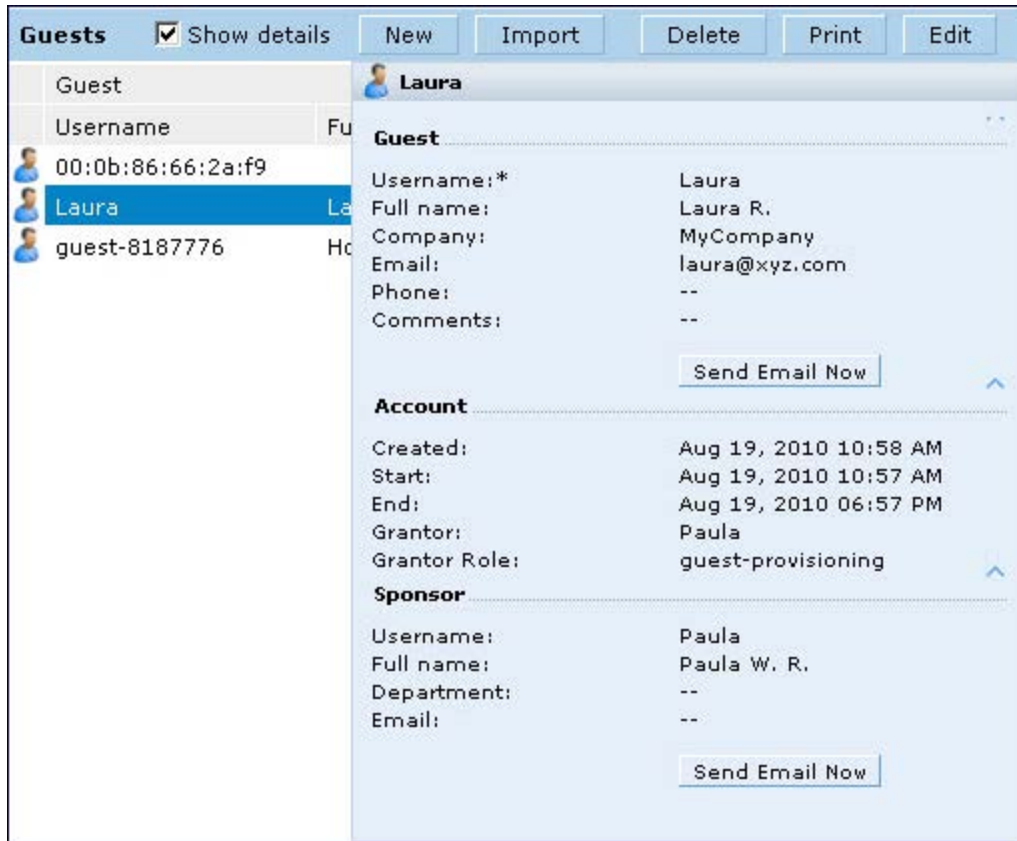 Guests Show details New Import Delete Print Edit
Guest
Username Fu
00:0b:86:66:2a:f9
Laura La
guest-8187776 Ho
Laura
Guest
Username:* Laura
Full name: Laura R.
Company: MyCompany
Email: laura@xyz.com
Phone: --
Comments: --
Send Email Now
Account
Created: Aug 19, 2010 10:58 AM
Start: Aug 19, 2010 10:57 AM
End: Aug 19, 2010 06:57 PM
Grantor: Paula
Grantor Role: guest-provisioning
Sponsor
Username: Paula
Full name: Paula W. R.
Department: --
Email: --
Send Email Now